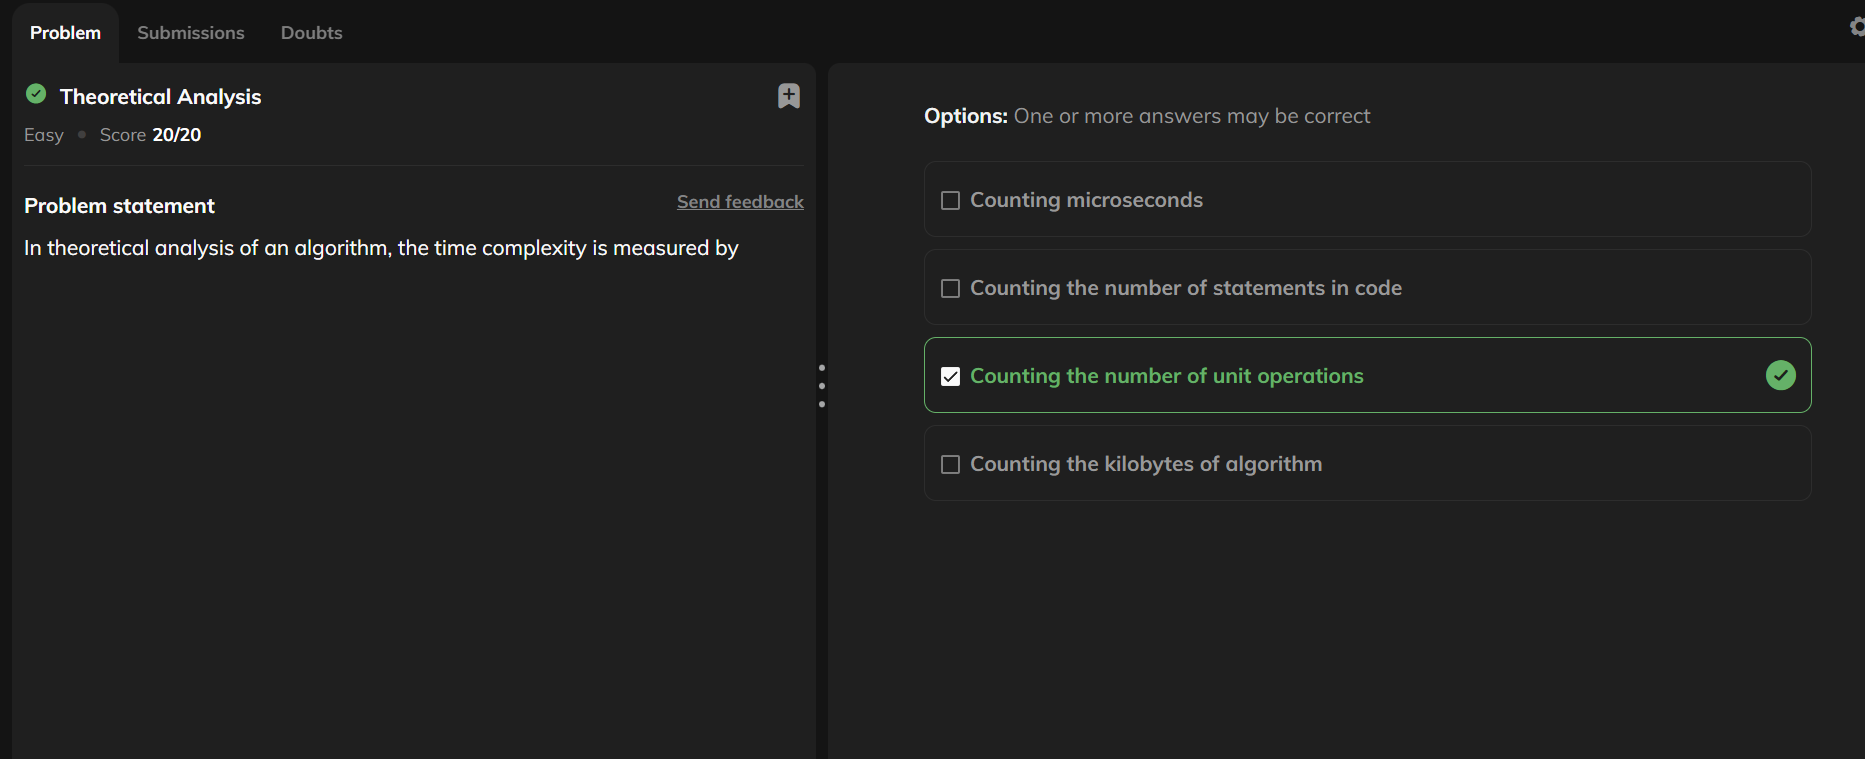 Problem Submissions Doubts
Theoretical Analysis
Easy • Score 20/20
Problem statement
Send feedback
In theoretical analysis of an algorithm, the time complexity is measured by
Options: One or more answers may be correct
Counting microseconds
Counting the number of statements in code
Counting the number of unit operations
Counting the kilobytes of algorithm